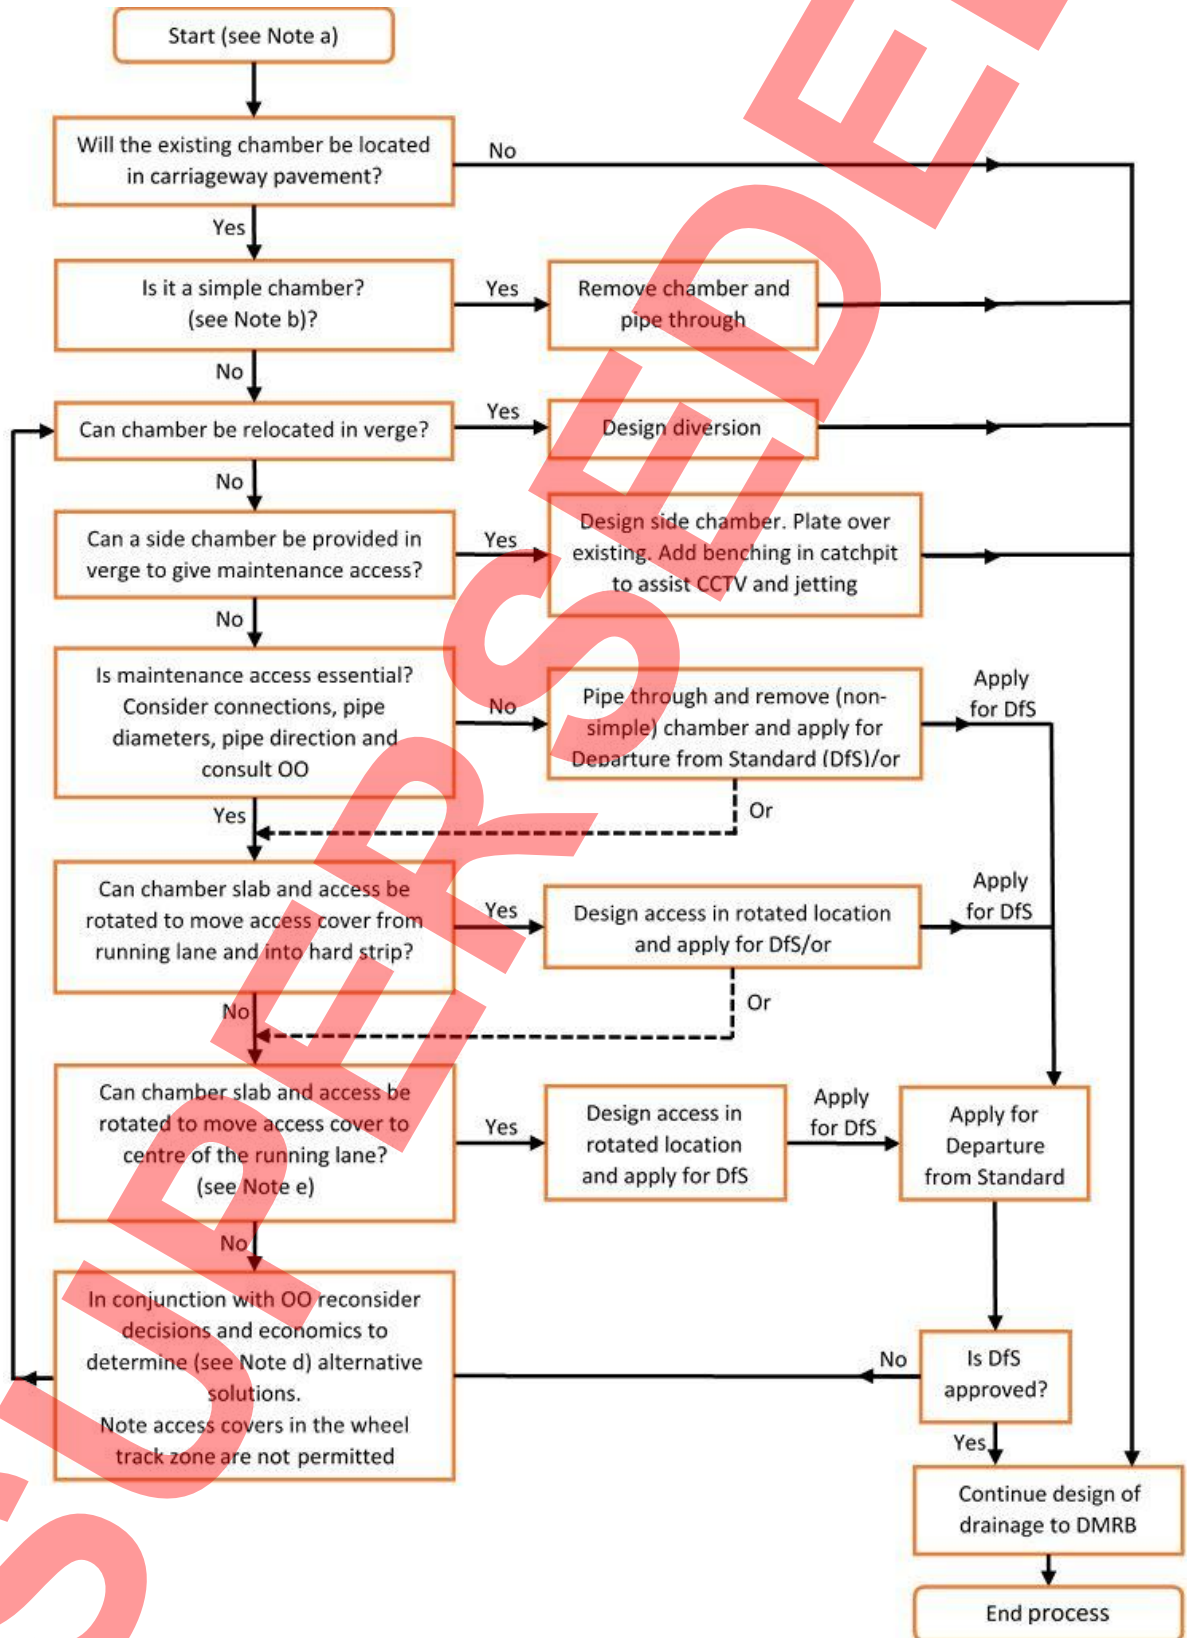 Start (see Note a)
Will the existing chamber be located
in carriageway pavement?
No
Yes
Is it a simple chamber?
(see Note b)?
Yes
Remove chamber and
pipe through
No
Can chamber be relocated in verge?
Yes
Design diversion
No
Can a side chamber be provided in
verge to give maintenance access?
Yes
Design side chamber. Plate over
existing. Add benching in catchpit
to assist CCTV and jetting
No
Is maintenance access essential?
Consider connections, pipe
diameters, pipe direction and
consult OO
No
Pipe through and remove (non-
simple) chamber and apply for
Departure from Standard (DfS)/or
Apply
for DfS
Yes
Or
Can chamber slab and access be
rotated to move access cover from
running lane and into hard strip?
Yes
Design access in rotated location
and apply for DfS/or
Apply
for DfS
No
Or
Can chamber slab and access be
rotated to move access cover to
centre of the running lane?
(see Note e)
Yes
Design access in
rotated location
and apply for DfS
Apply
for DfS
Apply for
Departure
from Standard
No
In conjunction with OO reconsider
decisions and economics to
determine (see Note d) alternative
solutions.
Note access covers in the wheel
track zone are not permitted
No
Is DfS
approved?
Yes
Continue design of
drainage to DMRB
End process
SUPERSEDED